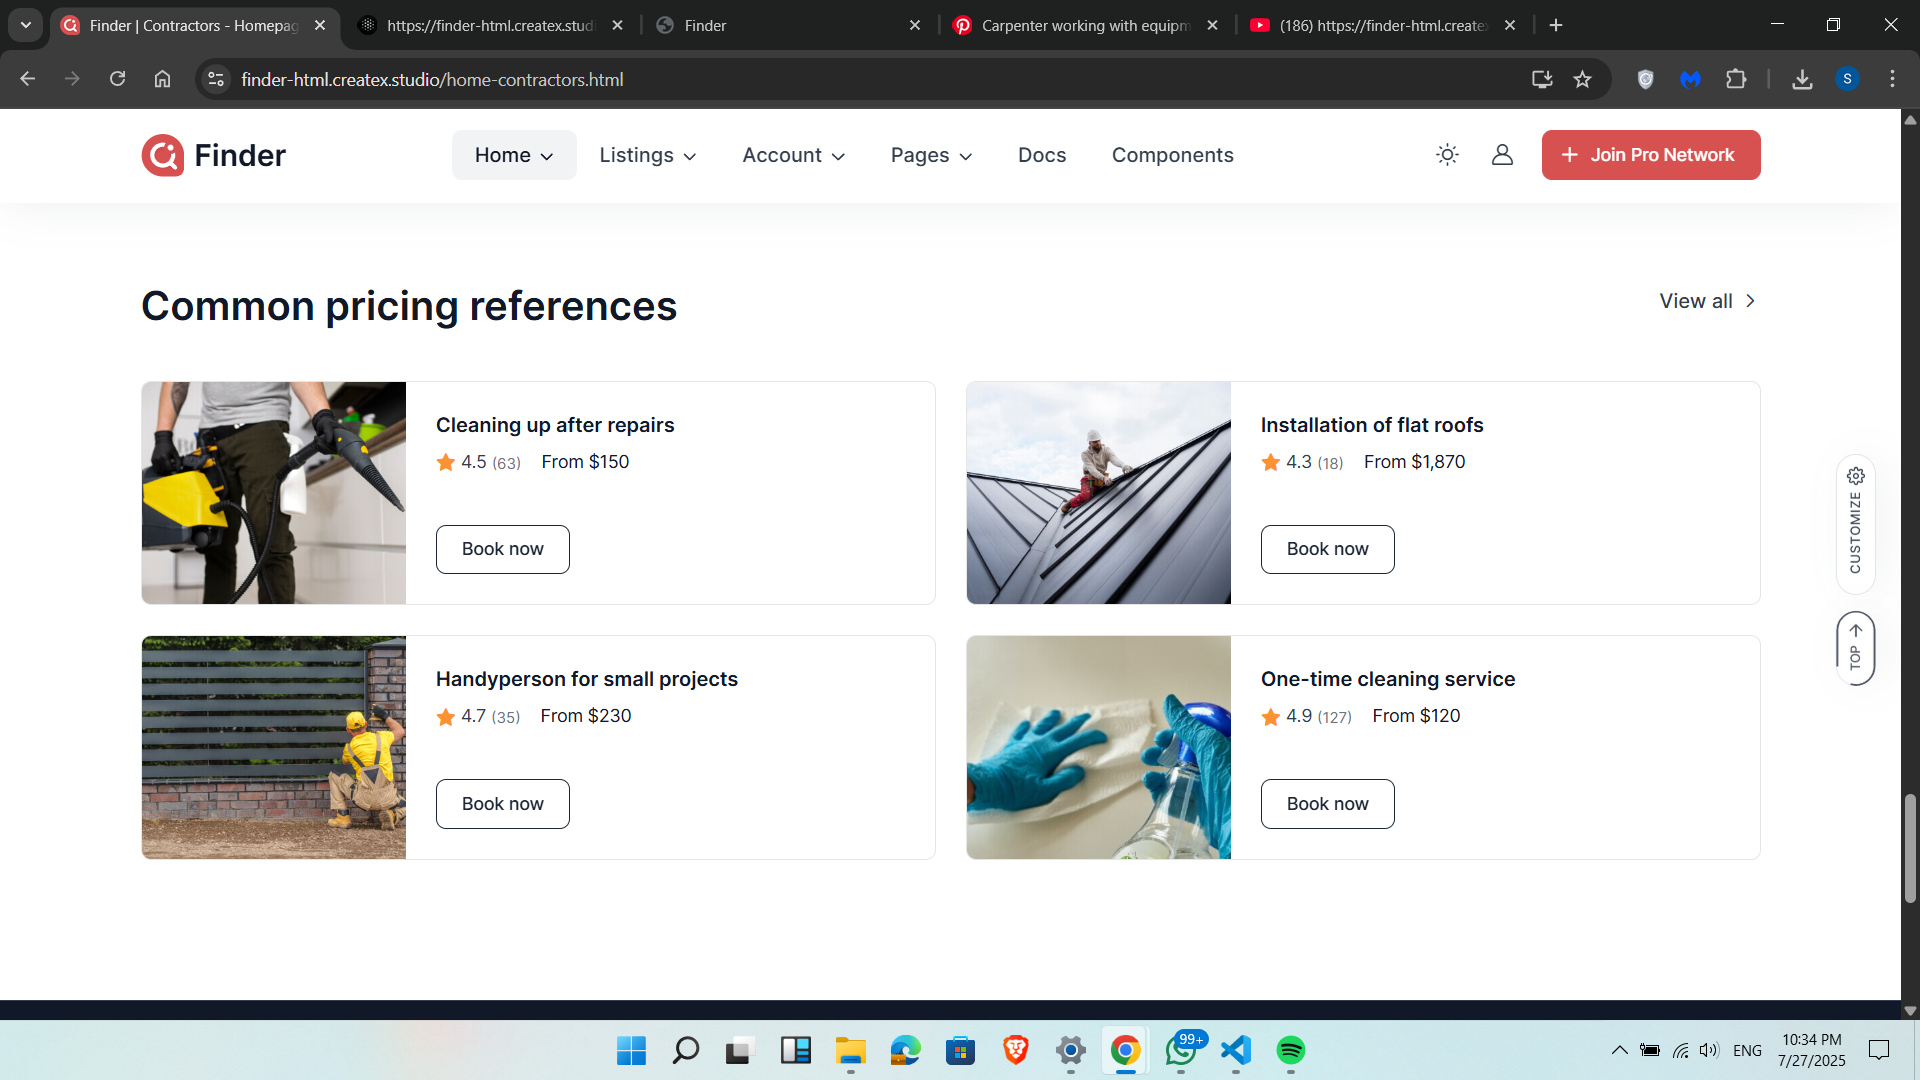 Finder | Contractors - Homepag
https://finder-html.createx.studi
Finder
Carpenter working with equipm
(186) https://finder-html.createx
finder-html.createx.studio/home-contractors.html
S
Finder
Home
Listings
Account
Pages
Docs
Components
Join Pro Network
Common pricing references
View all
Cleaning up after repairs
4.5 (63) From $150
Book now
Installation of flat roofs
4.3 (18) From $1,870
Book now
Handyperson for small projects
4.7 (35) From $230
Book now
One-time cleaning service
4.9 (127) From $120
Book now
CUSTOMIZE
TOP
99+
ENG
10:34 PM
7/27/2025